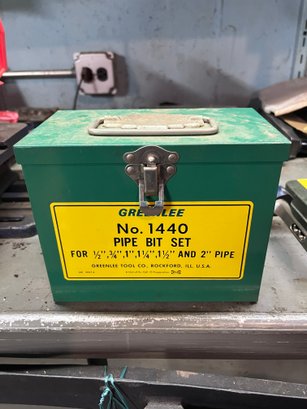 GREENLEE
No. 1440
PIPE BIT SET
FOR ½",¾",1",1¼",1½" AND 2" PIPE
GREENLEE TOOL CO., ROCKFORD, ILL. U.S.A.